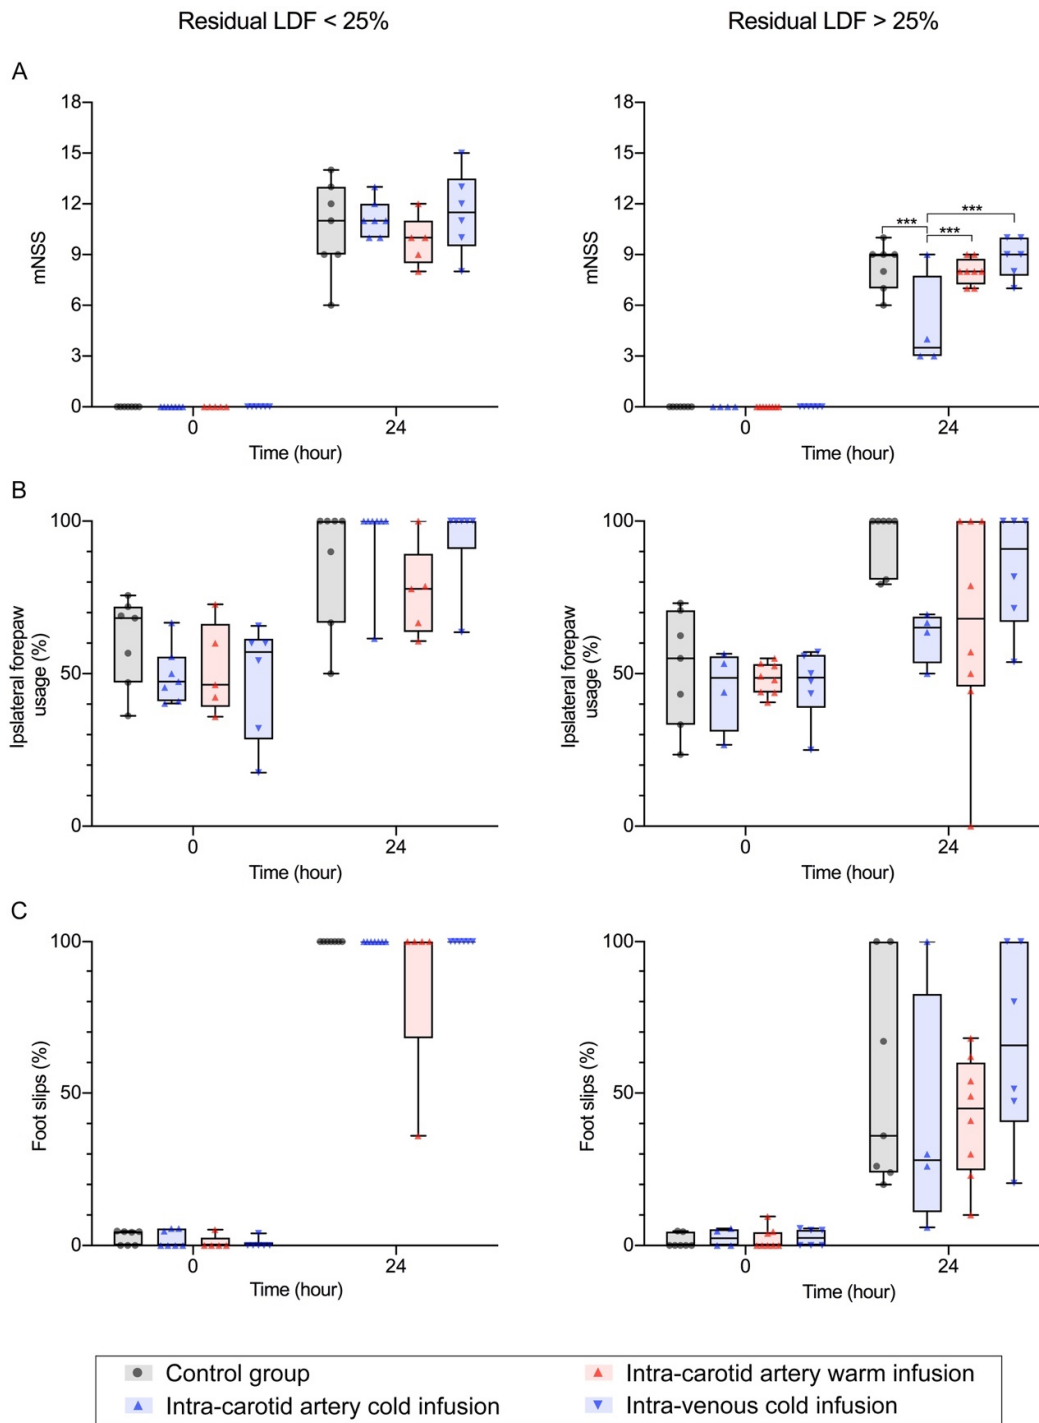 Residual LDF < 25%
Residual LDF > 25%
A
18
15
12
9
6
3
0
mNSS
0
24
Time (hour)
18
15
12
9
6
3
0
mNSS
***
***
***
0
24
Time (hour)
B
100
50
0
Ipslateral forepaw
usage (%)
0
24
Time (hour)
100
50
0
Ipslateral forepaw
usage (%)
0
24
Time (hour)
C
100
50
0
Foot slips (%)
0
24
Time (hour)
100
50
0
Foot slips (%)
0
24
Time (hour)
Control group
Intra-carotid artery warm infusion
Intra-carotid artery cold infusion
Intra-venous cold infusion